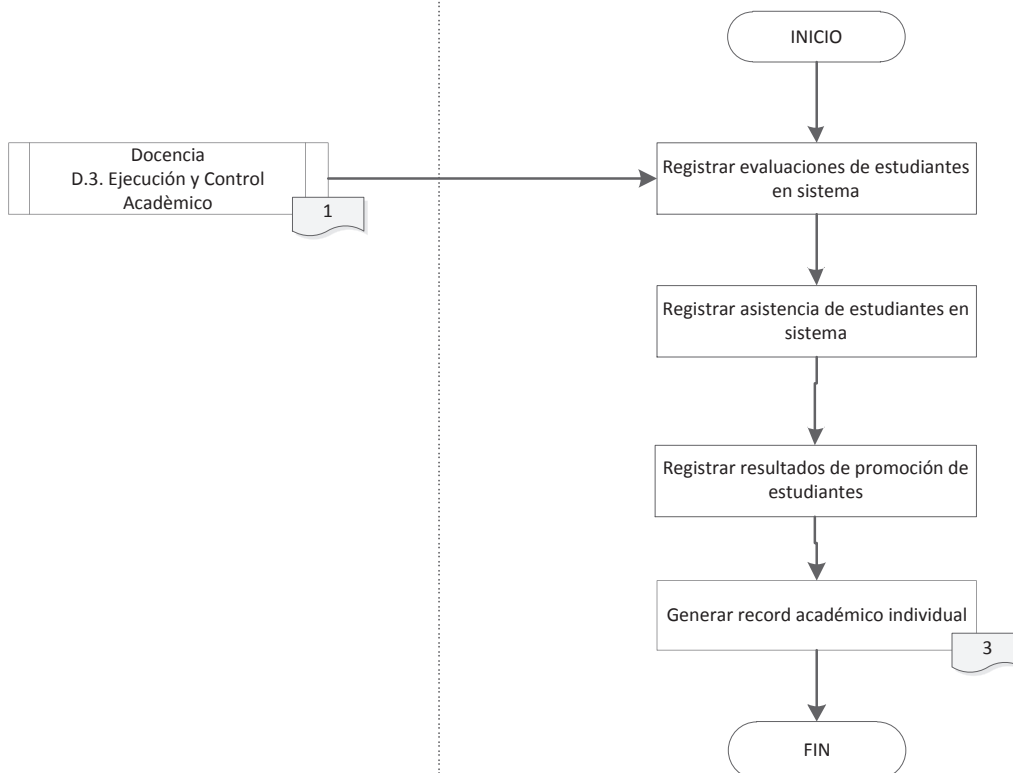 INICIO
Docencia
D.3. Ejecución y Control
Acadèmico
1
Registrar evaluaciones de estudiantes
en sistema
Registrar asistencia de estudiantes en
sistema
Registrar resultados de promoción de
estudiantes
Generar record académico individual
3
FIN